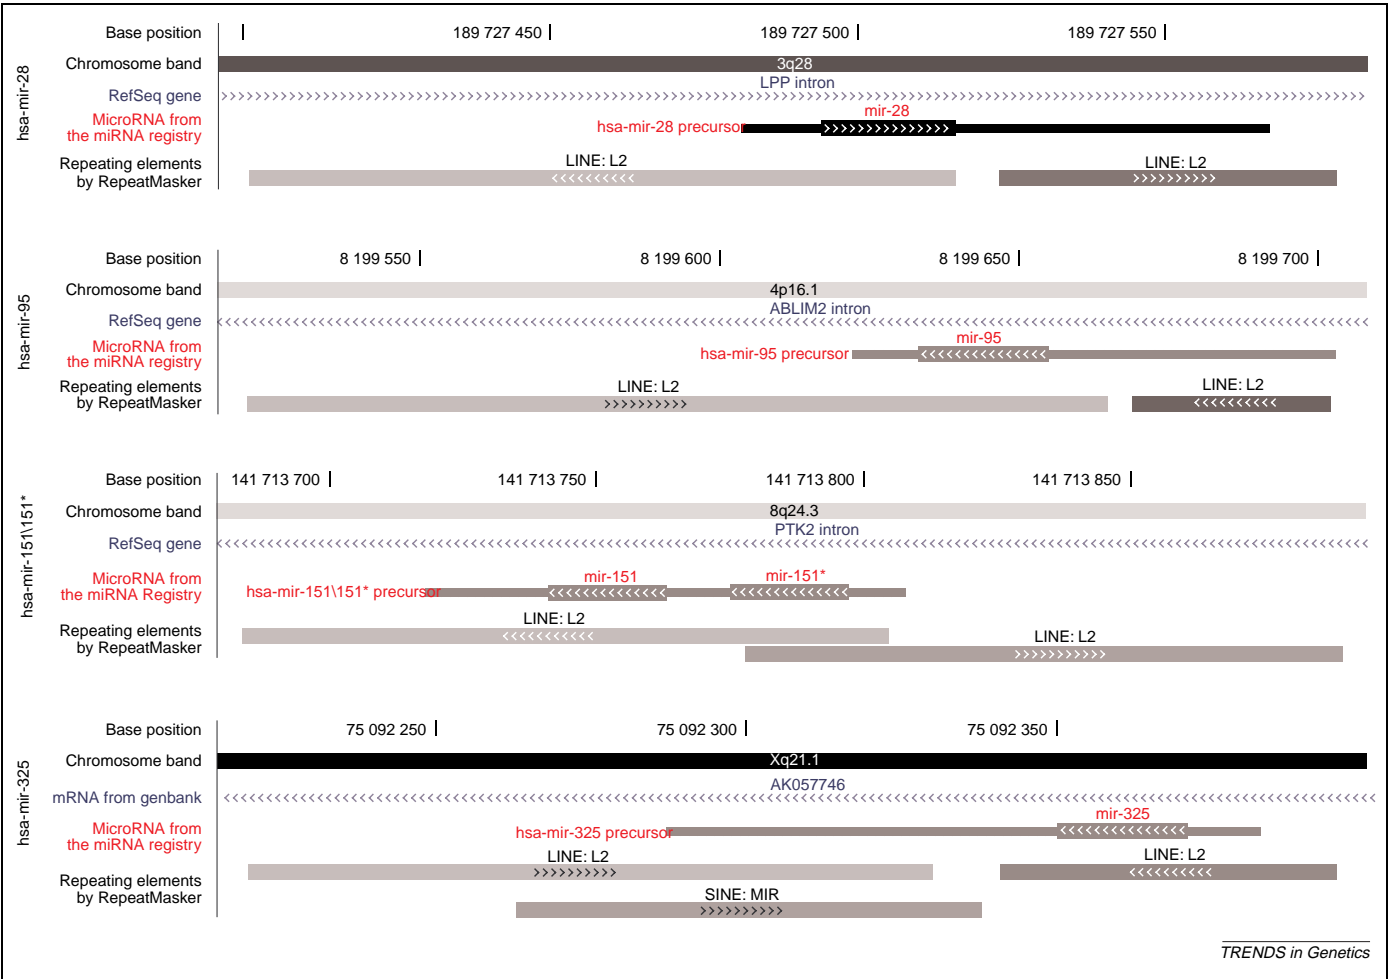 hsa-mir-28
Base position
189 727 450
189 727 500
189 727 550
Chromosome band
3q28
LPP intron
RefSeq gene
mir-28
MicroRNA from
the miRNA registry
hsa-mir-28 precursor
Repeating elements
by RepeatMasker
LINE: L2
LINE: L2
hsa-mir-95
Base position
8 199 550
8 199 600
8 199 650
8 199 700
Chromosome band
4p16.1
ABLIM2 intron
RefSeq gene
mir-95
MicroRNA from
the miRNA registry
hsa-mir-95 precursor
Repeating elements
by RepeatMasker
LINE: L2
LINE: L2
hsa-mir-151\151*
Base position
141 713 700
141 713 750
141 713 800
141 713 850
Chromosome band
8q24.3
PTK2 intron
RefSeq gene
mir-151
mir-151*
MicroRNA from
the miRNA Registry
hsa-mir-151\151* precursor
Repeating elements
by RepeatMasker
LINE: L2
LINE: L2
hsa-mir-325
Base position
75 092 250
75 092 300
75 092 350
Chromosome band
Xq21.1
AK057746
mRNA from genbank
mir-325
MicroRNA from
the miRNA registry
hsa-mir-325 precursor
Repeating elements
by RepeatMasker
LINE: L2
LINE: L2
SINE: MIR
TRENDS in Genetics